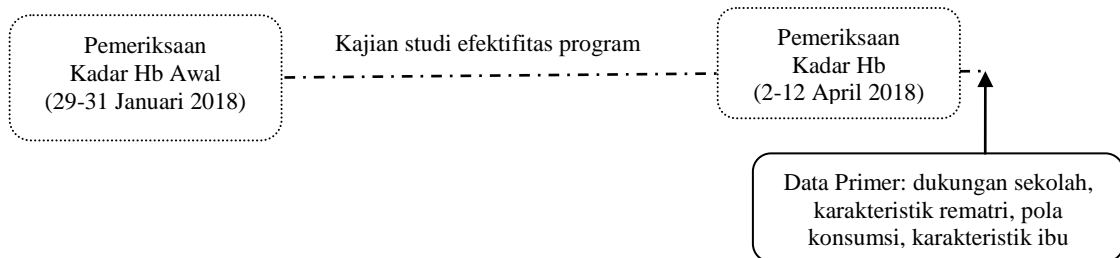 Pemeriksaan
Kadar Hb Awal
(29-31 Januari 2018)
Kajian studi efektifitas program
Pemeriksaan
Kadar Hb
(2-12 April 2018)
Data Primer: dukungan sekolah,
karakteristik rematri, pola
konsumsi, karakteristik ibu